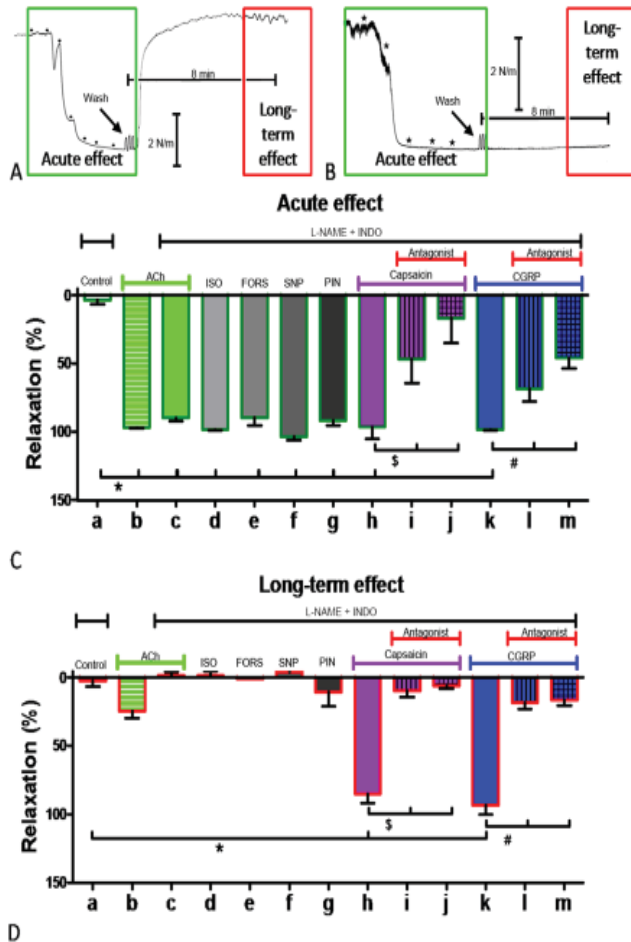 8 min
Wash
2 N/m
Acute effect
Long-
term
effect
A
Long-
term
effect
2 N/m
Wash
8 min
Acute effect
B
Acute effect
L-NAME + INDO
Antagonist Antagonist
Control ACh ISO FORS SNP PIN Capsaicin CGRP
Relaxation (%)
0
50
100
150
$ #
*
a b c d e f g h i j k l m
C
Long-term effect
L-NAME + INDO
Antagonist Antagonist
Control ACh ISO FORS SNP PIN Capsaicin CGRP
Relaxation (%)
0
50
100
150
$ #
*
a b c d e f g h i j k l m
D